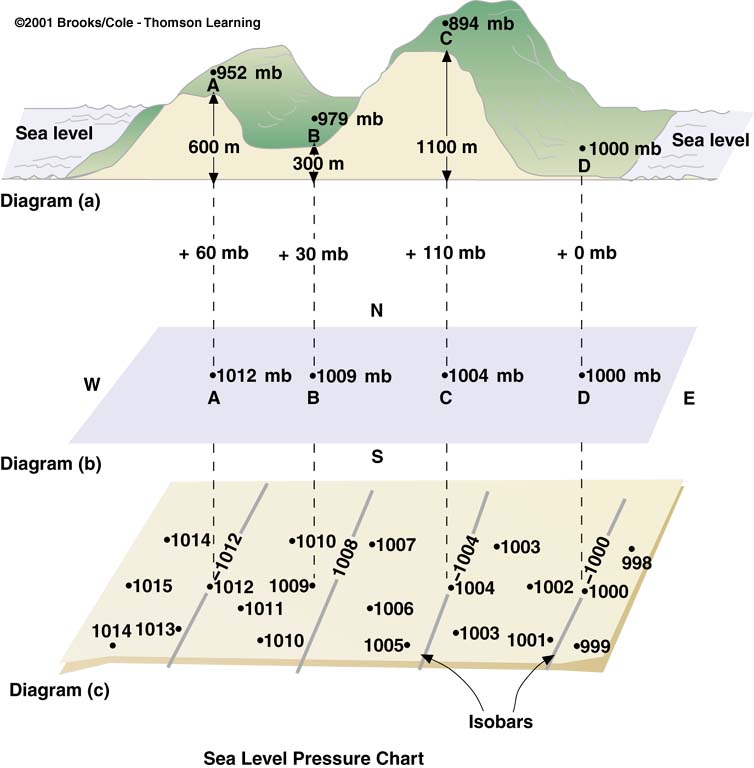 ©2001 Brooks/Cole - Thomson Learning
894 mb
C
952 mb
A
979 mb
B
Sea level
600 m
300 m
1100 m
1000 mb
D
Sea level
Diagram (a)
+ 60 mb
+ 30 mb
+ 110 mb
+ 0 mb
N
W
1012 mb
1009 mb
1004 mb
1000 mb
A
B
C
D
E
S
Diagram (b)
1014
1012
1010
1008
1007
1004
1003
1000
998
1015
1012
1009
1004
1002
1000
1011
1006
1014
1013
1010
1005
1003
1001
999
Diagram (c)
Isobars
Sea Level Pressure Chart